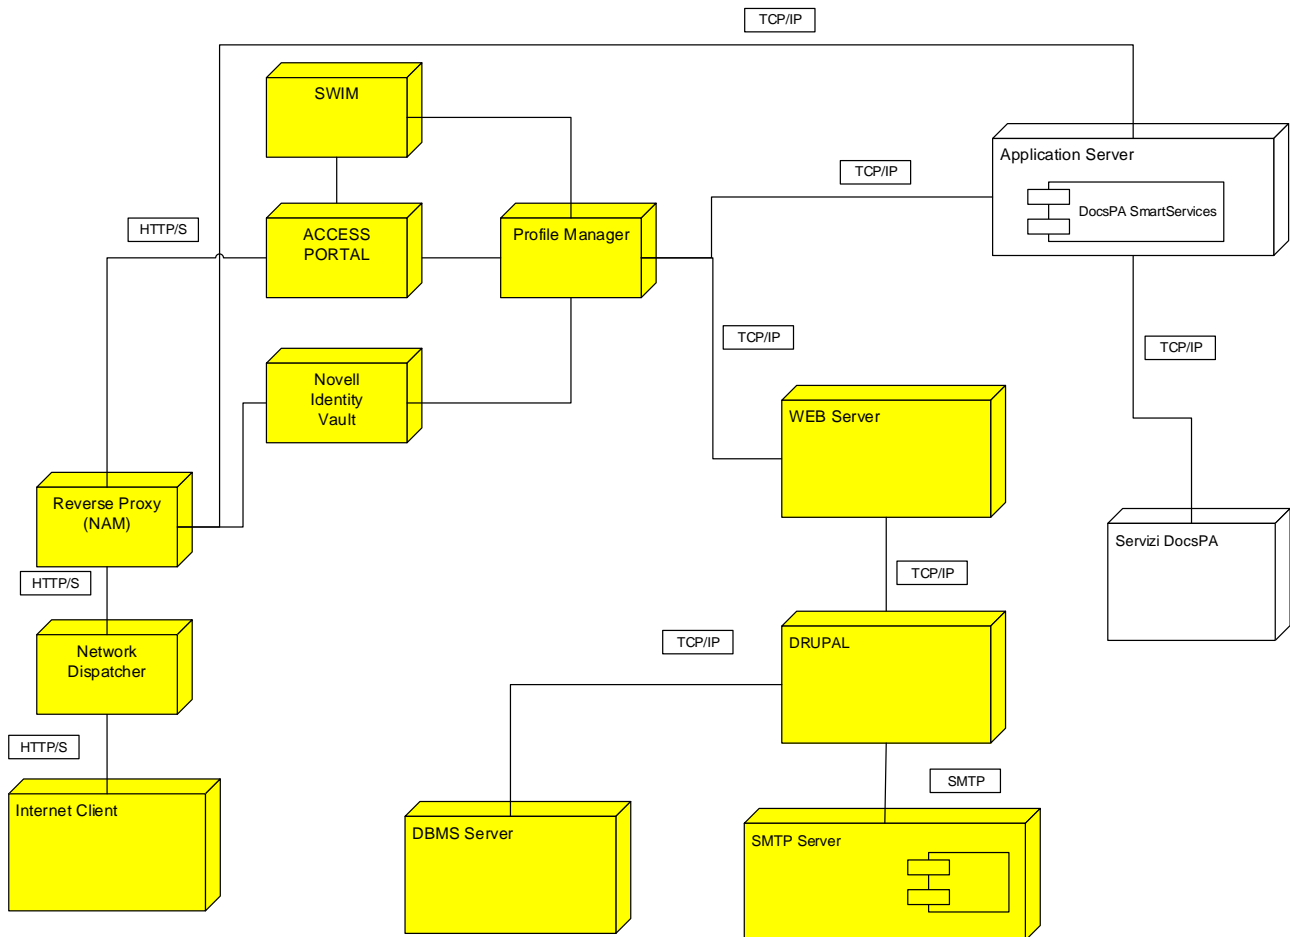 TCP/IP
SWIM
Application Server
TCP/IP
DocsPA SmartServices
HTTP/S
ACCESS
PORTAL
Profile Manager
TCP/IP
TCP/IP
Novell
Identity
Vault
WEB Server
Reverse Proxy
(NAM)
Servizi DocsPA
HTTP/S
TCP/IP
TCP/IP
DRUPAL
Network
Dispatcher
HTTP/S
SMTP
Internet Client
DBMS Server
SMTP Server